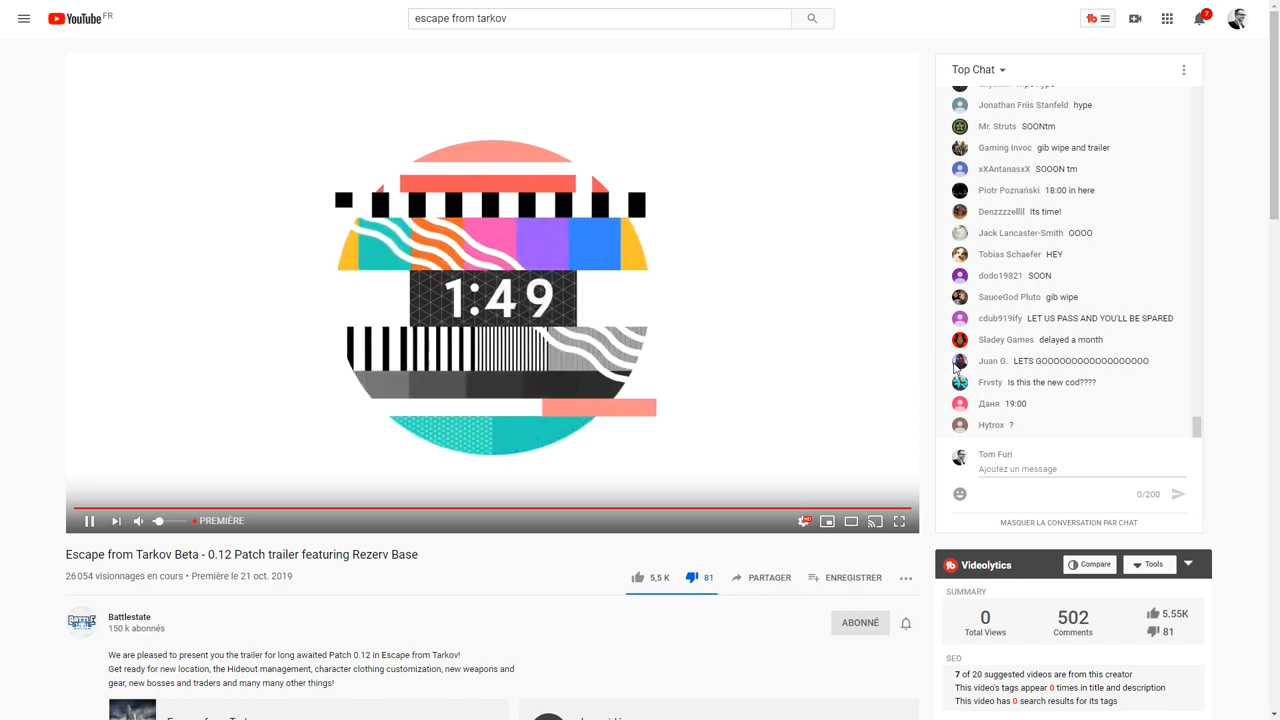 YouTube FR
escape from tarkov
7
Top Chat
Jonathan Friis Stanfeld hype
Mr. Struts SOONtm
Gaming Invoc gib wipe and trailer
xXAntanasxX SOOON tm
Piotr Poznański 18:00 in here
Denzzzzellll Its time!
Jack Lancaster-Smith OOOO
Tobias Schaefer HEY
dodo19821 SOON
SauceGod Pluto gib wipe
cdub919ify LET US PASS AND YOU'LL BE SPARED
Sladey Games delayed a month
Juan G. LETS GOOOOOOOOOOOOOOOOOO
Frvsty Is this the new cod????
Даня 19:00
Hytrox ?
Tom Furi
Ajoutez un message
0/200
MASQUER LA CONVERSATION PAR CHAT
1:49
PREMIÈRE
HD
Escape from Tarkov Beta - 0.12 Patch trailer featuring Rezerv Base
26 054 visionnages en cours • Première le 21 oct. 2019
5,5 K
81
PARTAGER
ENREGISTRER
BATTLE
Battlestate
150 k abonnés
ABONNÉ
We are pleased to present you the trailer for long awaited Patch 0.12 in Escape from Tarkov!
Get ready for new location, the Hideout management, character clothing customization, new weapons and
gear, new bosses and traders and many many other things!
Videolytics
Compare
Tools
SUMMARY
0
Total Views
502
Comments
5.55K
81
SEO
7 of 20 suggested videos are from this creator
This video's tags appear 0 times in title and description
This video has 0 search results for its tags